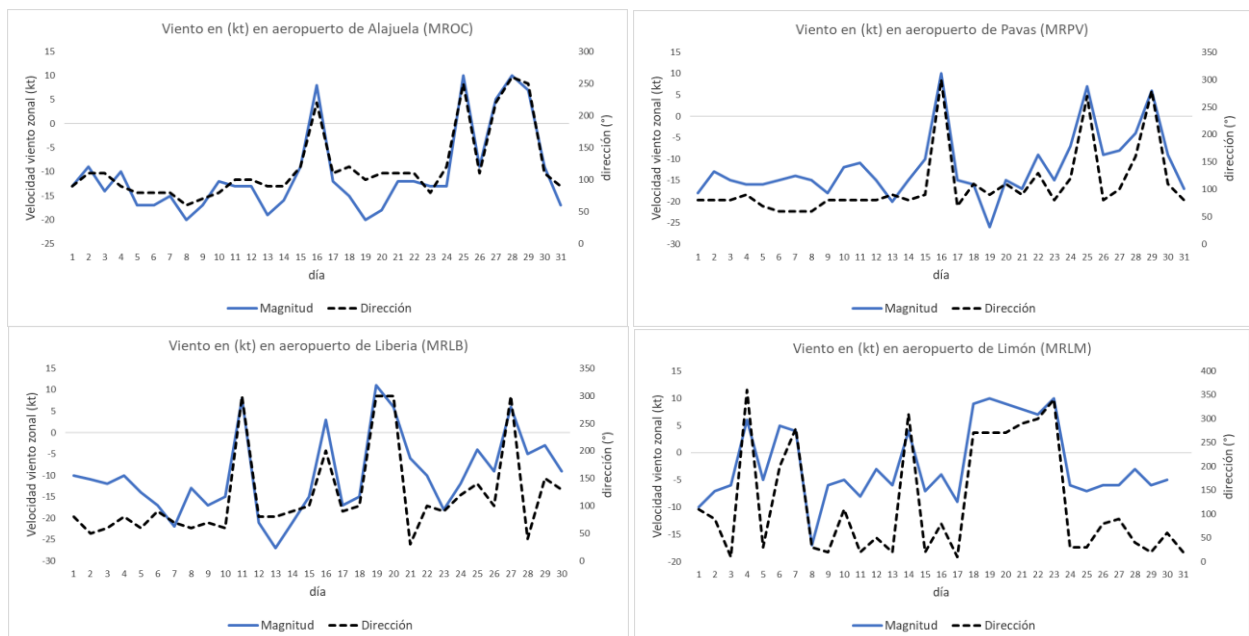 Viento en (kt) en aeropuerto de Alajuela (MROC)
Velocidad viento zonal (kt)
15
10
5
0
-5
-10
-15
-20
-25
300
250
200
150
100
50
0
dirección (°)
1 2 3 4 5 6 7 8 9 10 11 12 13 14 15 16 17 18 19 20 21 22 23 24 25 26 27 28 29 30 31
día
Magnitud Dirección
Viento en (kt) en aeropuerto de Pavas (MRPV)
Velocidad viento zonal (kt)
15
10
5
0
-5
-10
-15
-20
-25
-30
350
300
250
200
150
100
50
0
dirección (°)
1 2 3 4 5 6 7 8 9 10 11 12 13 14 15 16 17 18 19 20 21 22 23 24 25 26 27 28 29 30 31
día
Magnitud Dirección
Viento en (kt) en aeropuerto de Liberia (MRLB)
Velocidad viento zonal (kt)
15
10
5
0
-5
-10
-15
-20
-25
-30
350
300
250
200
150
100
50
0
dirección (°)
1 2 3 4 5 6 7 8 9 10 11 12 13 14 15 16 17 18 19 20 21 22 23 24 25 26 27 28 29 30
día
Magnitud Dirección
Viento en (kt) en aeropuerto de Limón (MRLM)
Velocidad viento zonal (kt)
15
10
5
0
-5
-10
-15
-20
400
350
300
250
200
150
100
50
0
dirección (°)
1 2 3 4 5 6 7 8 9 10 11 12 13 14 15 16 17 18 19 20 21 22 23 24 25 26 27 28 29 30 31
día
Magnitud Dirección